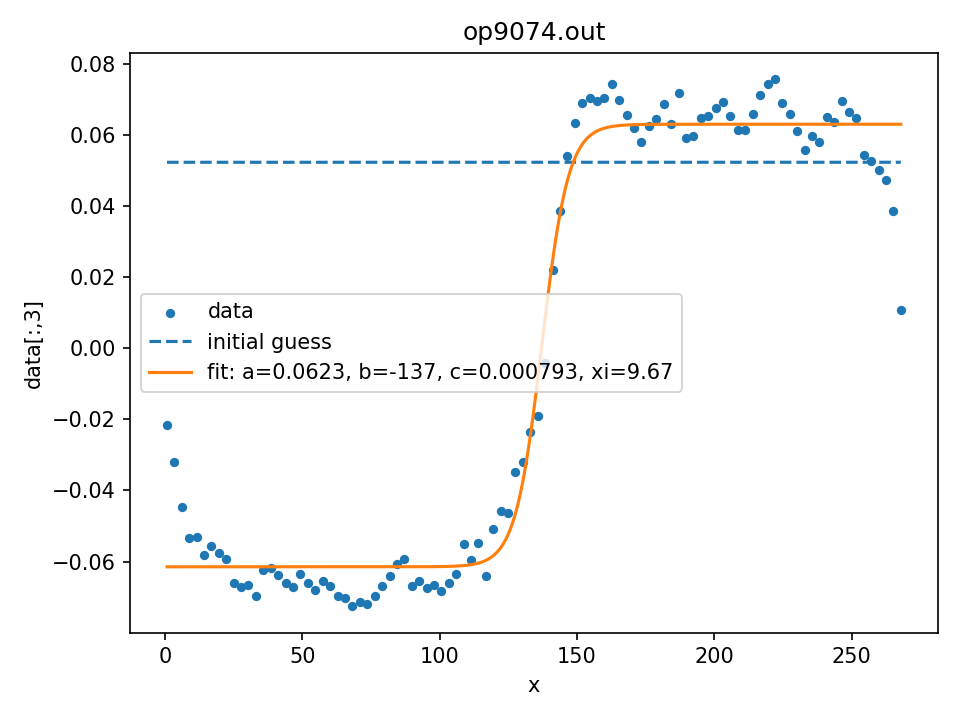 op9074.out
0.08
0.06
0.04
0.02
0.00
−0.02
−0.04
−0.06
data[:,3]
data
initial guess
fit: a=0.0623, b=-137, c=0.000793, xi=9.67
0 50 100 150 200 250
x